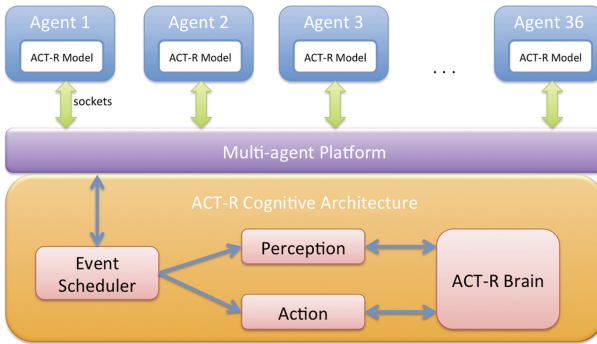 Agent 1
Agent 2
Agent 3
Agent 36
ACT-R Model
ACT-R Model
ACT-R Model
. . .
ACT-R Model
sockets
Multi-agent Platform
ACT-R Cognitive Architecture
Event
Scheduler
Perception
Action
ACT-R Brain